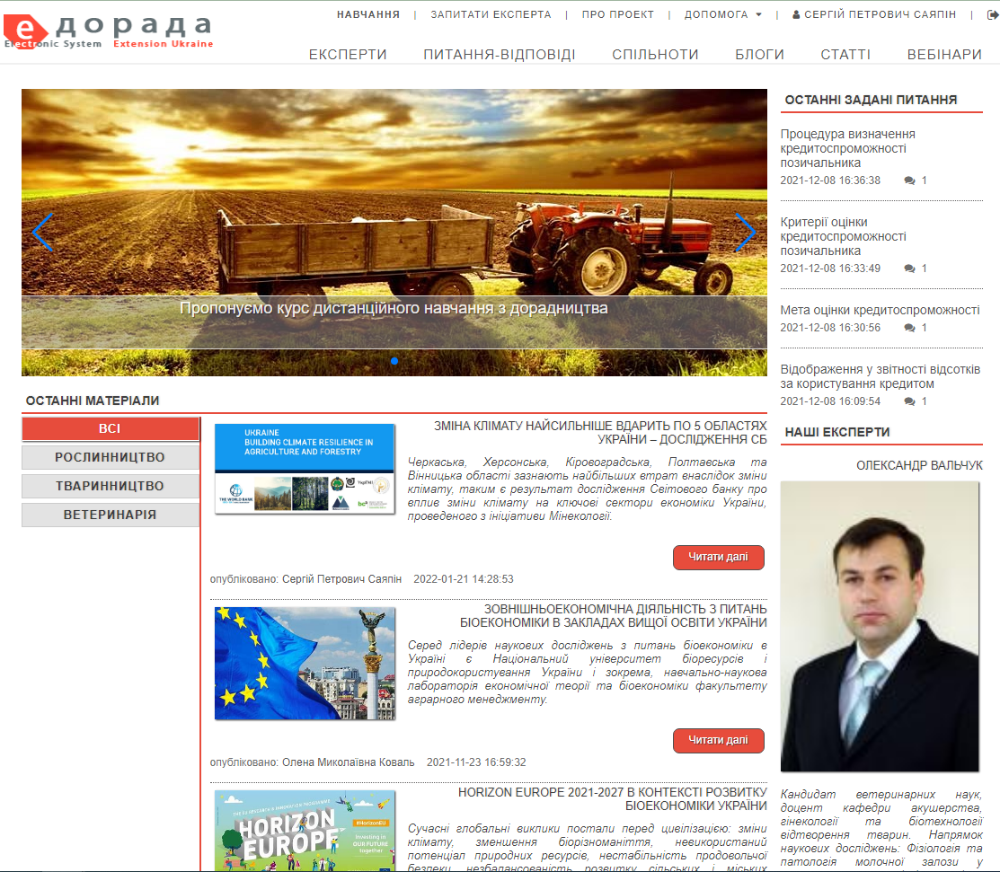 е дорада
Electronic System Extension Ukraine
НАВЧАННЯ | ЗАПИТАТИ ЕКСПЕРТА | ПРО ПРОЕКТ | ДОПОМОГА | СЕРГІЙ ПЕТРОВИЧ САЯПІН |
ЕКСПЕРТИ ПИТАННЯ-ВІДПОВІДІ СПІЛЬНОТИ БЛОГИ СТАТТІ ВЕБІНАРИ
Пропонуємо курс дистанційного навчання з дорадництва
ОСТАННІ МАТЕРІАЛИ
ВСІ
РОСЛИННИЦТВО
ТВАРИННИЦТВО
ВЕТЕРИНАРІЯ
UKRAINE
BUILDING CLIMATE RESILIENCE IN
AGRICULTURE AND FORESTRY
THE WORLD BANK
ЗМІНА КЛІМАТУ НАЙСИЛЬНІШЕ ВДАРИТЬ ПО 5 ОБЛАСТЯХ
УКРАЇНИ – ДОСЛІДЖЕННЯ СБ
Черкаська, Херсонська, Кіровоградська, Полтавська та
Вінницька області зазнають найбільших втрат внаслідок зміни
клімату, таким є результат дослідження Світового банку про
вплив зміни клімату на ключові сектори економіки України,
проведеного з ініціативи Мінекології.
Читати далі
опубліковано: Сергій Петрович Саяпін 2022-01-21 14:28:53
ЗОВНІШНЬОЕКОНОМІЧНА ДІЯЛЬНІСТЬ З ПИТАНЬ
БІОЕКОНОМІКИ В ЗАКЛАДАХ ВИЩОЇ ОСВІТИ УКРАЇНИ
Серед лідерів наукових досліджень з питань біоекономіки в
Україні є Національний університет біоресурсів і
природокористування України і зокрема, навчально-наукова
лабораторія економічної теорії та біоекономіки факультету
аграрного менеджменту.
Читати далі
опубліковано: Олена Миколаївна Коваль 2021-11-23 16:59:32
THE EU RESEARCH & INNOVATION PROGRAMME
HORIZON
EUROPE
#HorizonEU
Investing in
OUR FUTURE
together
HORIZON EUROPE 2021-2027 В КОНТЕКСТІ РОЗВИТКУ
БІОЕКОНОМІКИ УКРАЇНИ
Сучасні глобальні виклики постали перед цивілізацією: зміни
клімату, зменшення біорізноманіття, невикористаний
потенціал природних ресурсів, нестабільність продовольчої
безпеки, незбалансованість розвитку сільських і міських
ОСТАННІ ЗАДАНІ ПИТАННЯ
Процедура визначення
кредитоспроможності
позичальника
2021-12-08 16:36:38 1
Критерії оцінки
кредитоспроможності
позичальника
2021-12-08 16:33:49 1
Мета оцінки кредитоспроможності
2021-12-08 16:30:56 1
Відображення у звітності відсотків
за користування кредитом
2021-12-08 16:09:54 1
НАШІ ЕКСПЕРТИ
ОЛЕКСАНДР ВАЛЬЧУК
Кандидат ветеринарних наук,
доцент кафедри акушерства,
гінекології та біотехнології
відтворення тварин. Напрямок
наукових досліджень: Фізіологія та
патологія молочної залози у